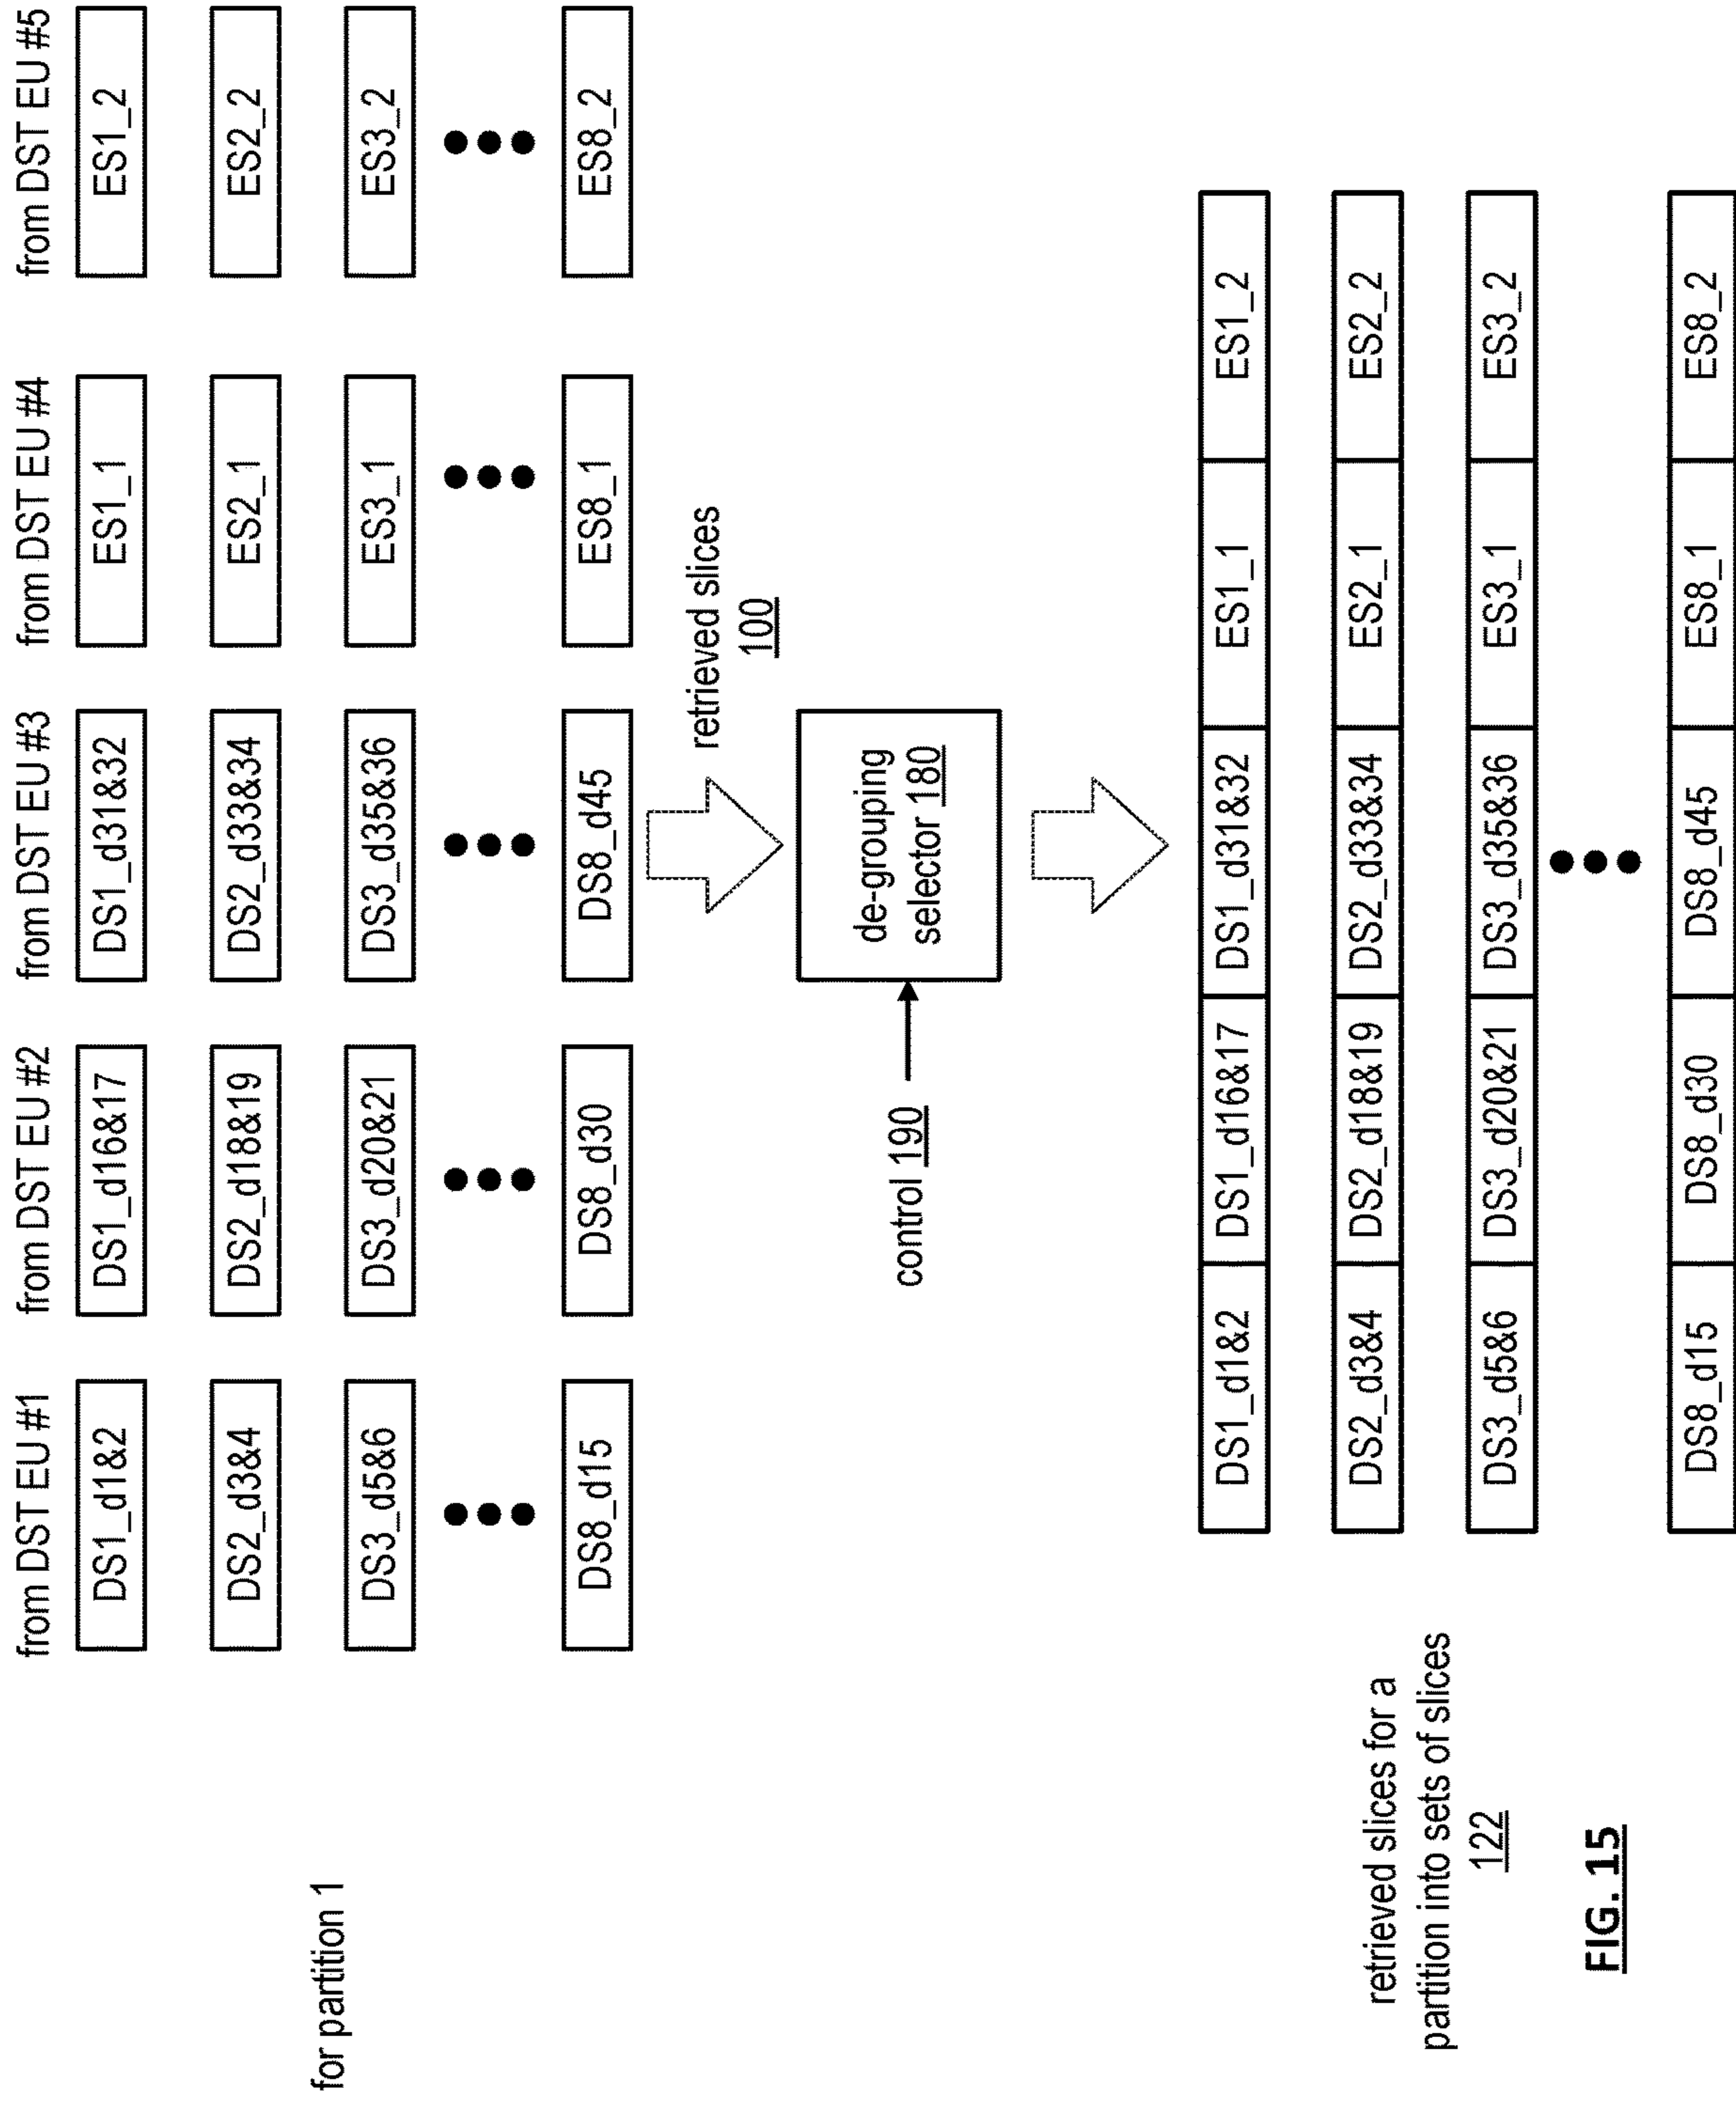 from DST EU #1
from DST EU #2
from DST EU #3
from DST EU #4
from DST EU #5
DS1_d1&2
DS1_d16&17
DS1_d31&32
ES1_1
ES1_2
DS2_d3&4
DS2_d18&19
DS2_d33&34
ES2_1
ES2_2
for partition 1
DS3_d5&6
DS3_d20&21
DS3_d35&36
ES3_1
ES3_2
DS8_d15
DS8_d30
DS8_d45
ES8_1
ES8_2
retrieved slices
100
control 190
de-grouping
selector 180
DS1_d1&2
DS1_d16&17
DS1_d31&32
ES1_1
ES1_2
retrieved slices for a
partition into sets of slices
122
DS2_d3&4
DS2_d18&19
DS2_d33&34
ES2_1
ES2_2
DS3_d5&6
DS3_d20&21
DS3_d35&36
ES3_1
ES3_2
DS8_d15
DS8_d30
DS8_d45
ES8_1
ES8_2
FIG. 15